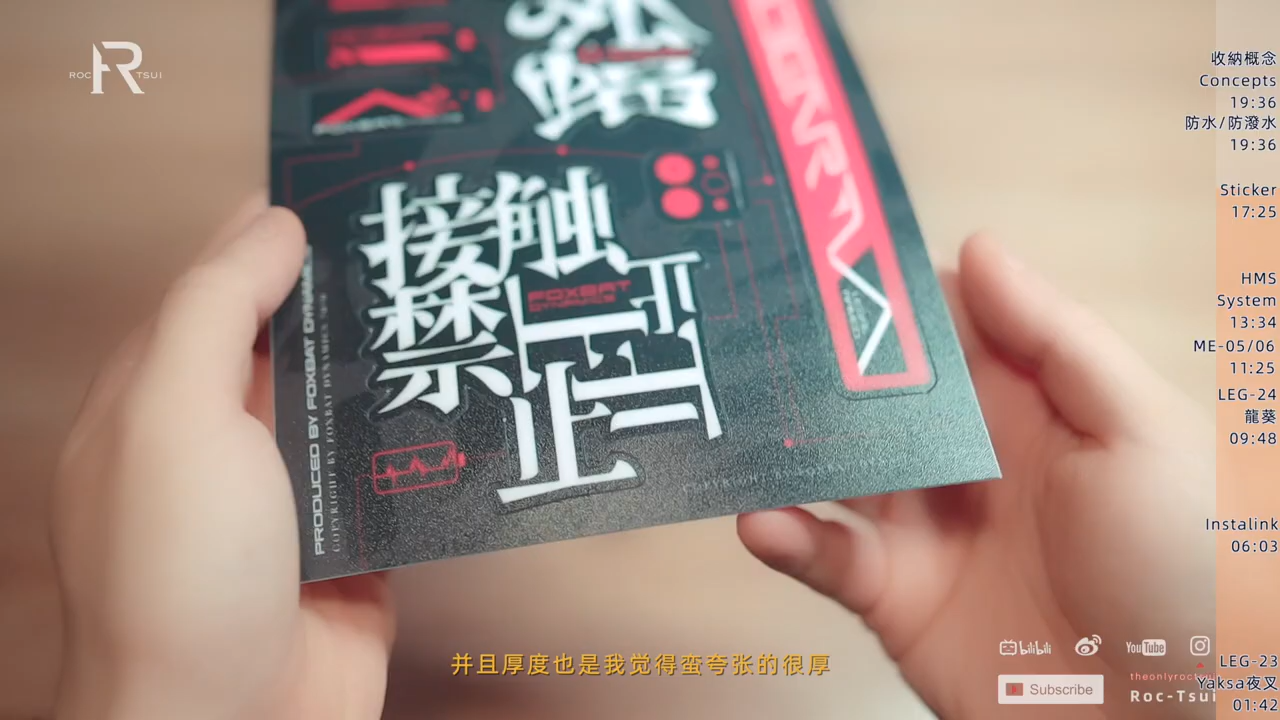 ROC
R
TSUI
接触
禁止
FOXBAT
DYNAMICS
PRODUCED BY FOXBAT DYNAMICS
COPYRIGHT BY FOXBAT DYNAMICS
并且厚度也是我觉得蛮夸张的很厚
收納概念
Concepts
19:36
防水/防潑水
19:36
Sticker
17:25
HMS
System
13:34
ME-05/06
11:25
LEG-24
龍葵
09:48
Instalink
06:03
LEG-23
Yaksa夜叉
01:42
bilibili
YouTube
Subscribe
theonlyroctsui
Roc-Tsui